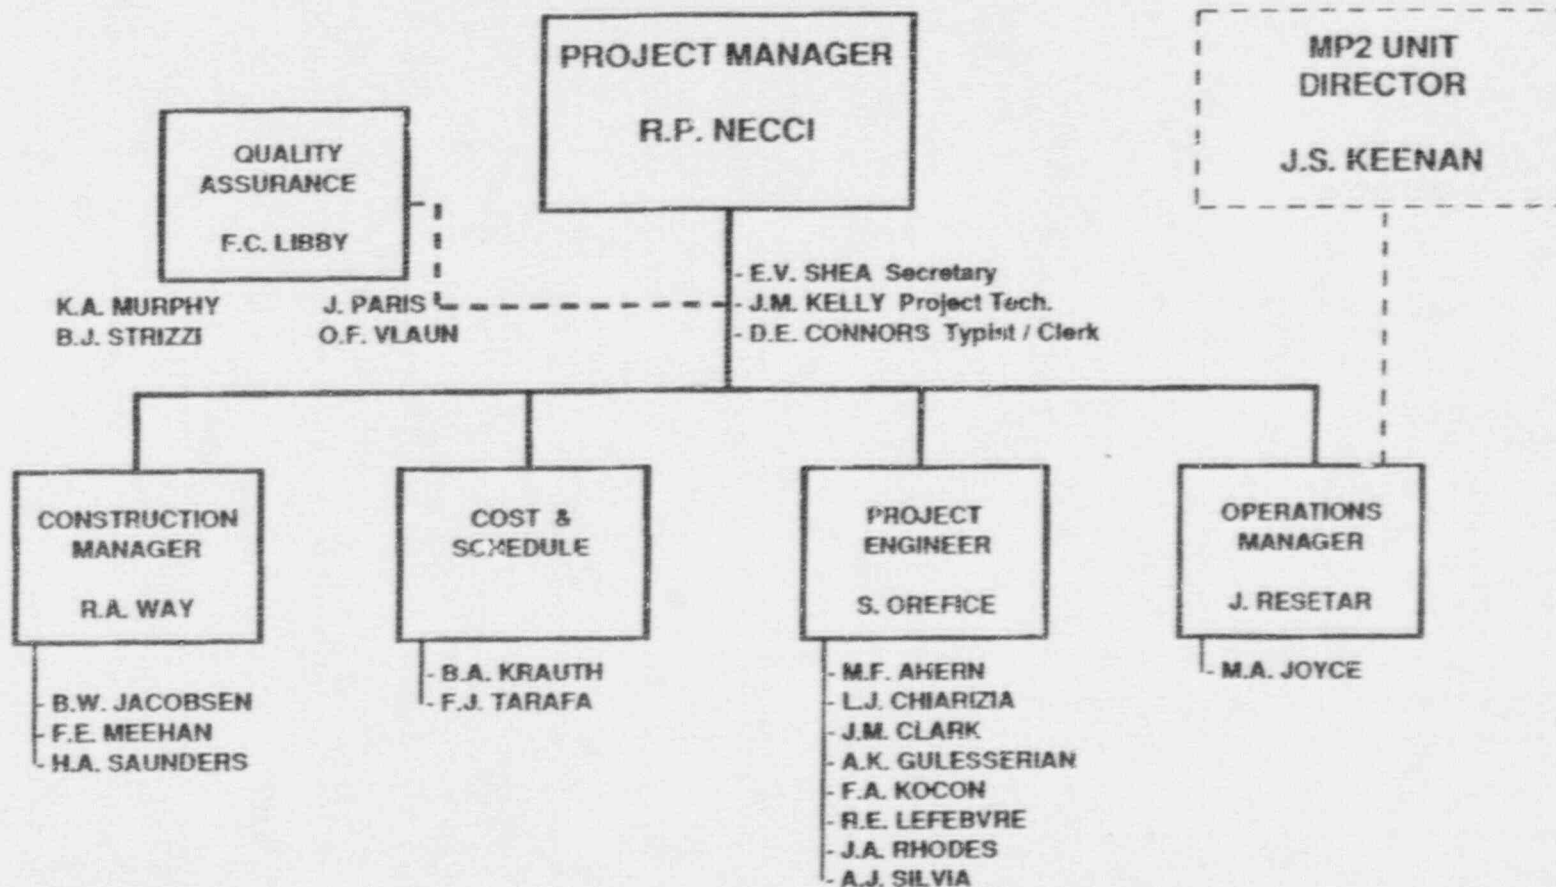 PROJECT MANAGER
R.P. NECCI
MP2 UNIT
DIRECTOR
J.S. KEENAN
QUALITY
ASSURANCE
F.C. LIBBY
K.A. MURPHY
B.J. STRIZZI
J. PARIS
O.F. VLAUN
- E.V. SHEA Secretary
- J.M. KELLY Project Tech.
- D.E. CONNORS Typist / Clerk
CONSTRUCTION
MANAGER
R.A. WAY
- B.W. JACOBSEN
- F.E. MEEHAN
- H.A. SAUNDERS
COST &
SCHEDULE
- B.A. KRAUTH
- F.J. TARAFA
PROJECT
ENGINEER
S. OREFICE
- M.F. AHERN
- L.J. CHIARIZIA
- J.M. CLARK
- A.K. GULESSERIAN
- F.A. KOCON
- R.E. LEFEBVRE
- J.A. RHODES
- A.J. SILVIA
OPERATIONS
MANAGER
J. RESETAR
- M.A. JOYCE